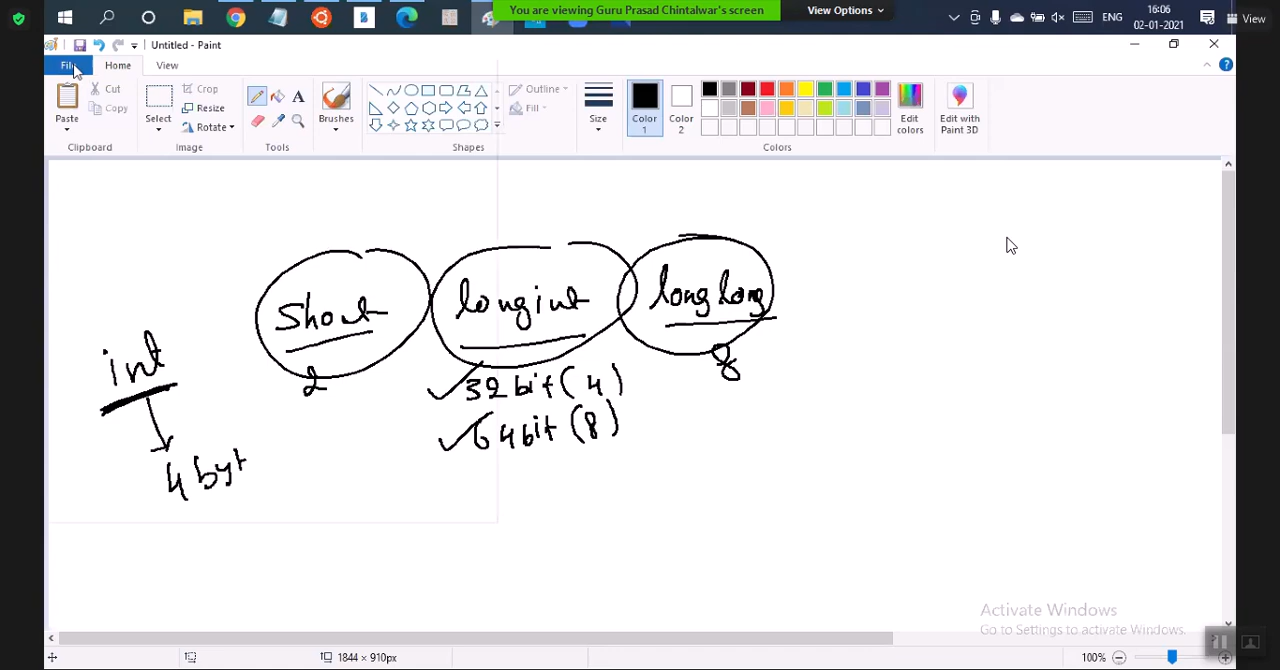 You are viewing Guru Prasad Chintalwar's screen
View Options
ENG
16:06
02-01-2021
View
Untitled - Paint
File
Home
View
Paste
Cut
Copy
Clipboard
Select
Crop
Resize
Rotate
Image
Tools
Brushes
Shapes
Outline
Fill
Size
Color
1
Color
2
Edit
colors
Edit with
Paint 3D
Colors
short
long int
long long
int
2
32 bit (4)
8
64 bit (8)
4 byt
Activate Windows
Go to Settings to activate Windows.
1844 × 910px
100%